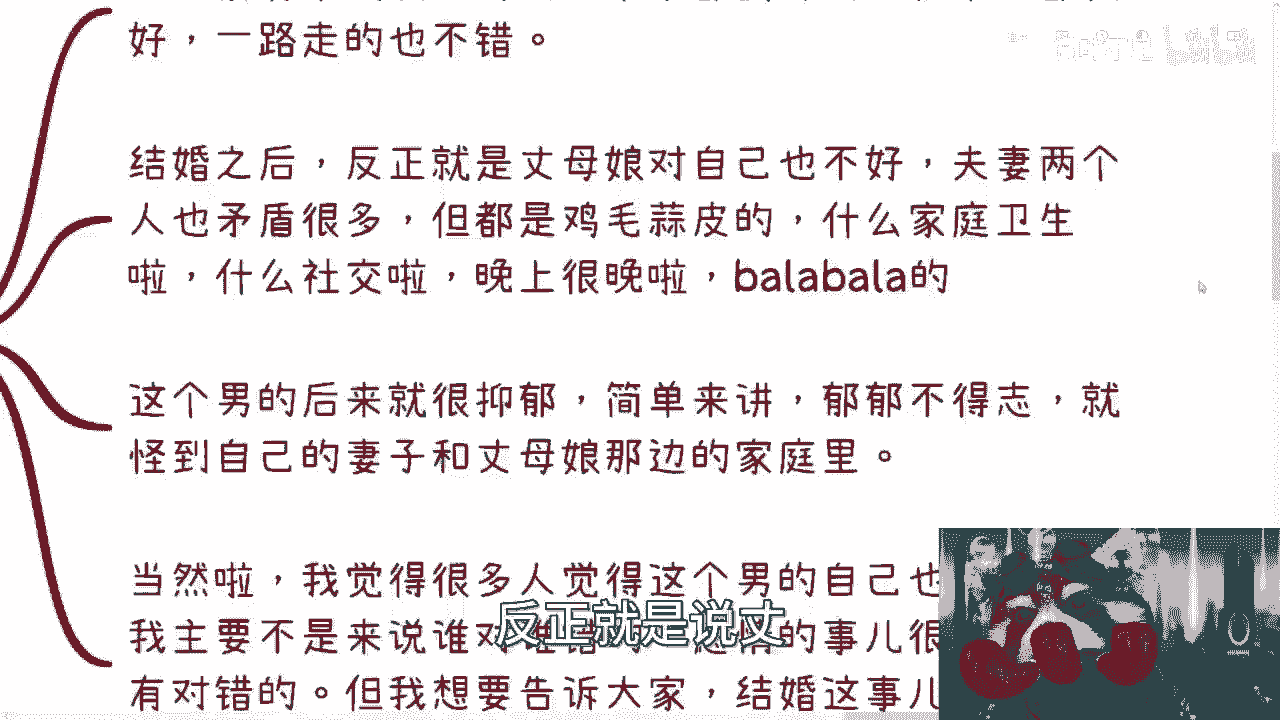 好，一路走的也不错。
结婚之后，反正就是丈母娘对自己也不好，夫妻两个
人也矛盾很多，但都是鸡毛蒜皮的，什么家庭卫生
啦，什么社交啦，晚上很晚啦，balabala的
这个男的后来就很抑郁，简单来讲，郁郁不得志，就
怪到自己的妻子和丈母娘那边的家庭里。
当然啦，我觉得很多人觉得这个男的自己也
我主要不是来说谁对谁错的事儿很
有对错的。但我想要告诉大家，结婚这事儿
反正就是说丈